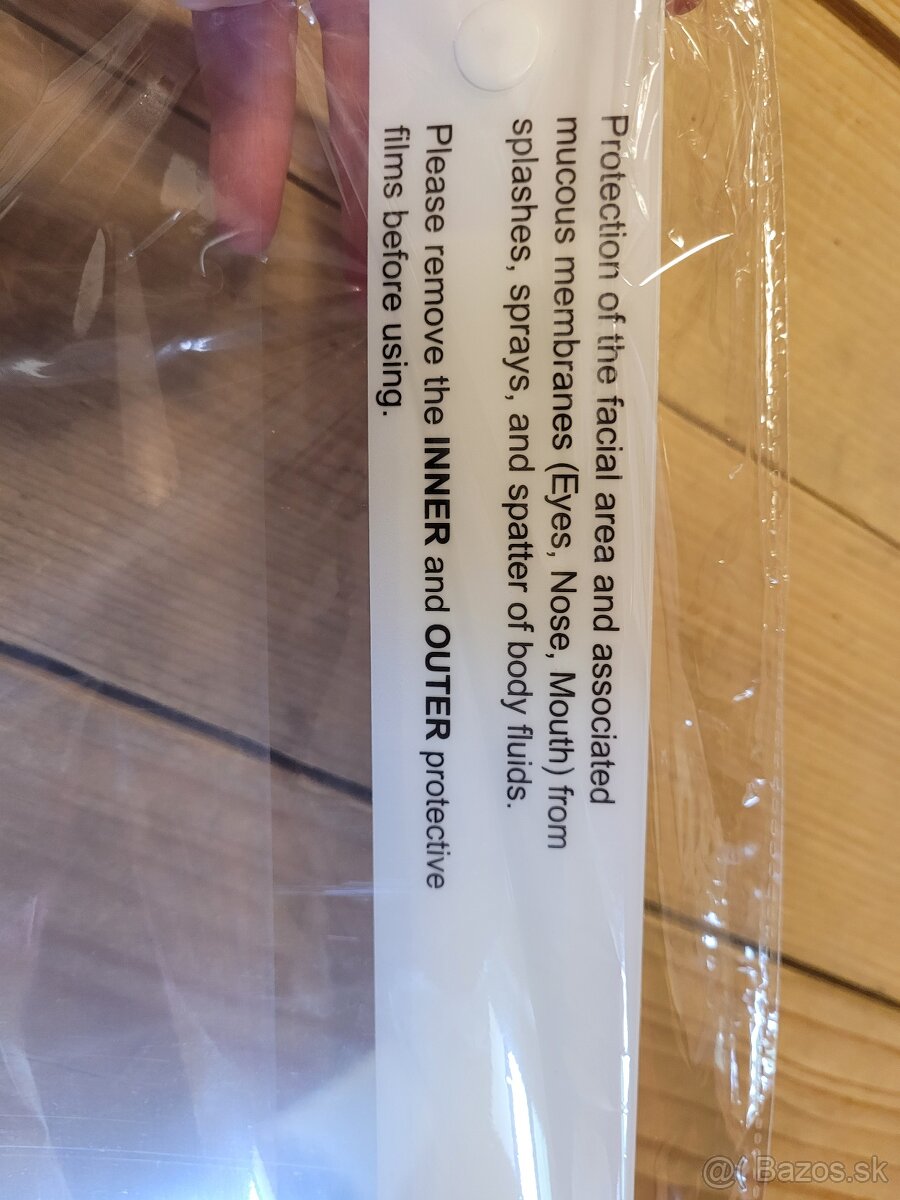 Protection of the facial area and associated
mucous membranes (Eyes, Nose, Mouth) from
splashes, sprays, and spatter of body fluids.
Please remove the INNER and OUTER protective
films before using.
@( Bazos.sk